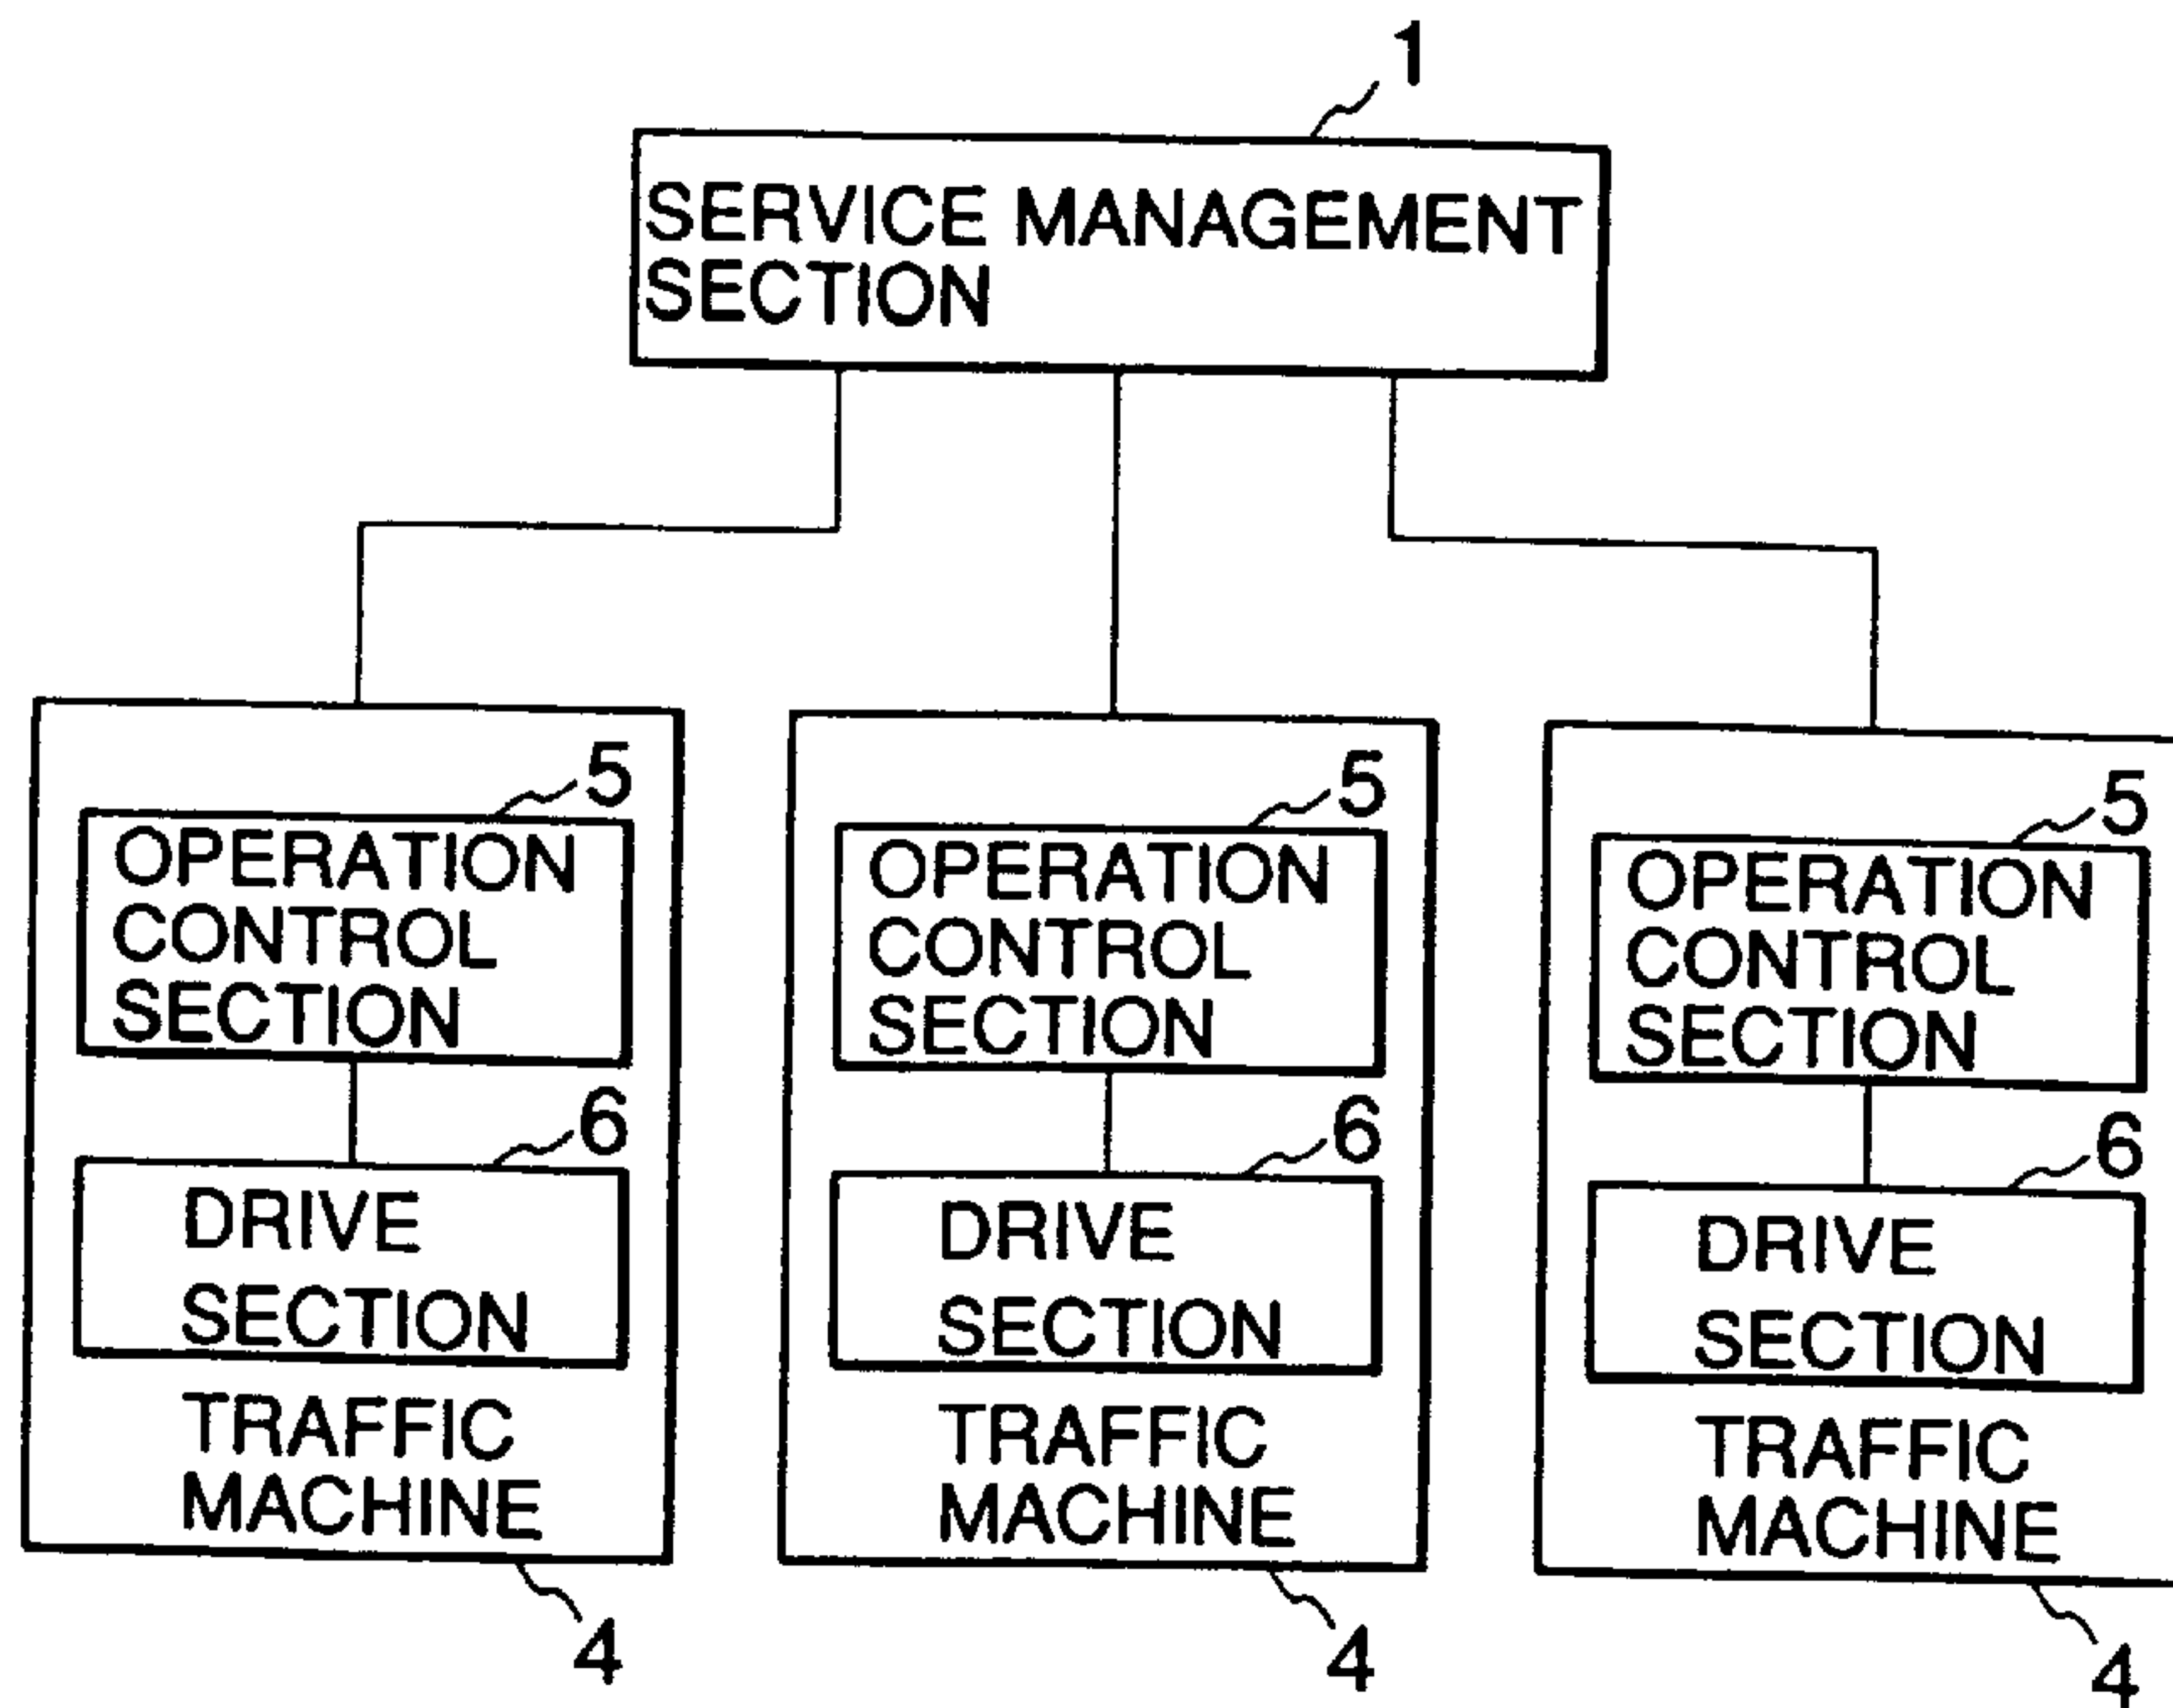 1
SERVICE MANAGEMENT
SECTION
5
OPERATION
CONTROL
SECTION
6
DRIVE
SECTION
TRAFFIC
MACHINE
4
5
OPERATION
CONTROL
SECTION
6
DRIVE
SECTION
TRAFFIC
MACHINE
4
5
OPERATION
CONTROL
SECTION
6
DRIVE
SECTION
TRAFFIC
MACHINE
4